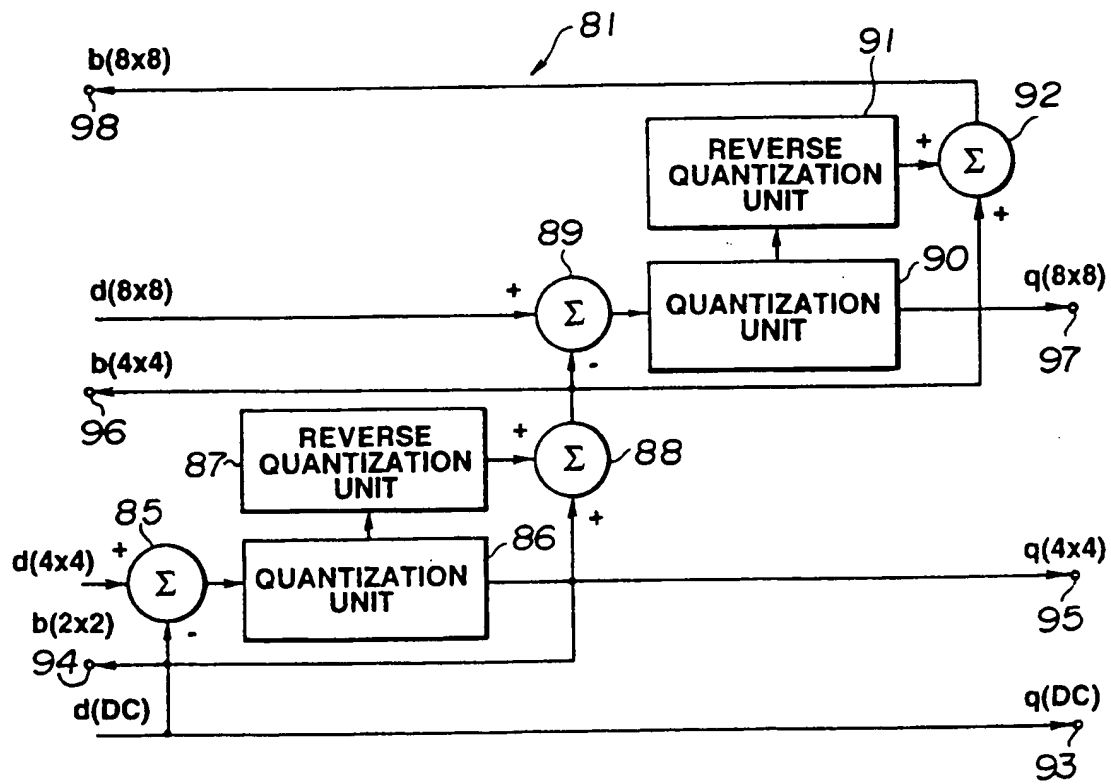 81
b(8x8)
98
91
92
REVERSE
QUANTIZATION
UNIT
+
Σ
+
89
90
d(8x8)
+
Σ
QUANTIZATION
UNIT
q(8x8)
97
b(4x4)
-
96
REVERSE
QUANTIZATION
UNIT
87
+
Σ
88
+
85
86
d(4x4)
+
Σ
QUANTIZATION
UNIT
q(4x4)
95
b(2x2)
-
94
d(DC)
q(DC)
93